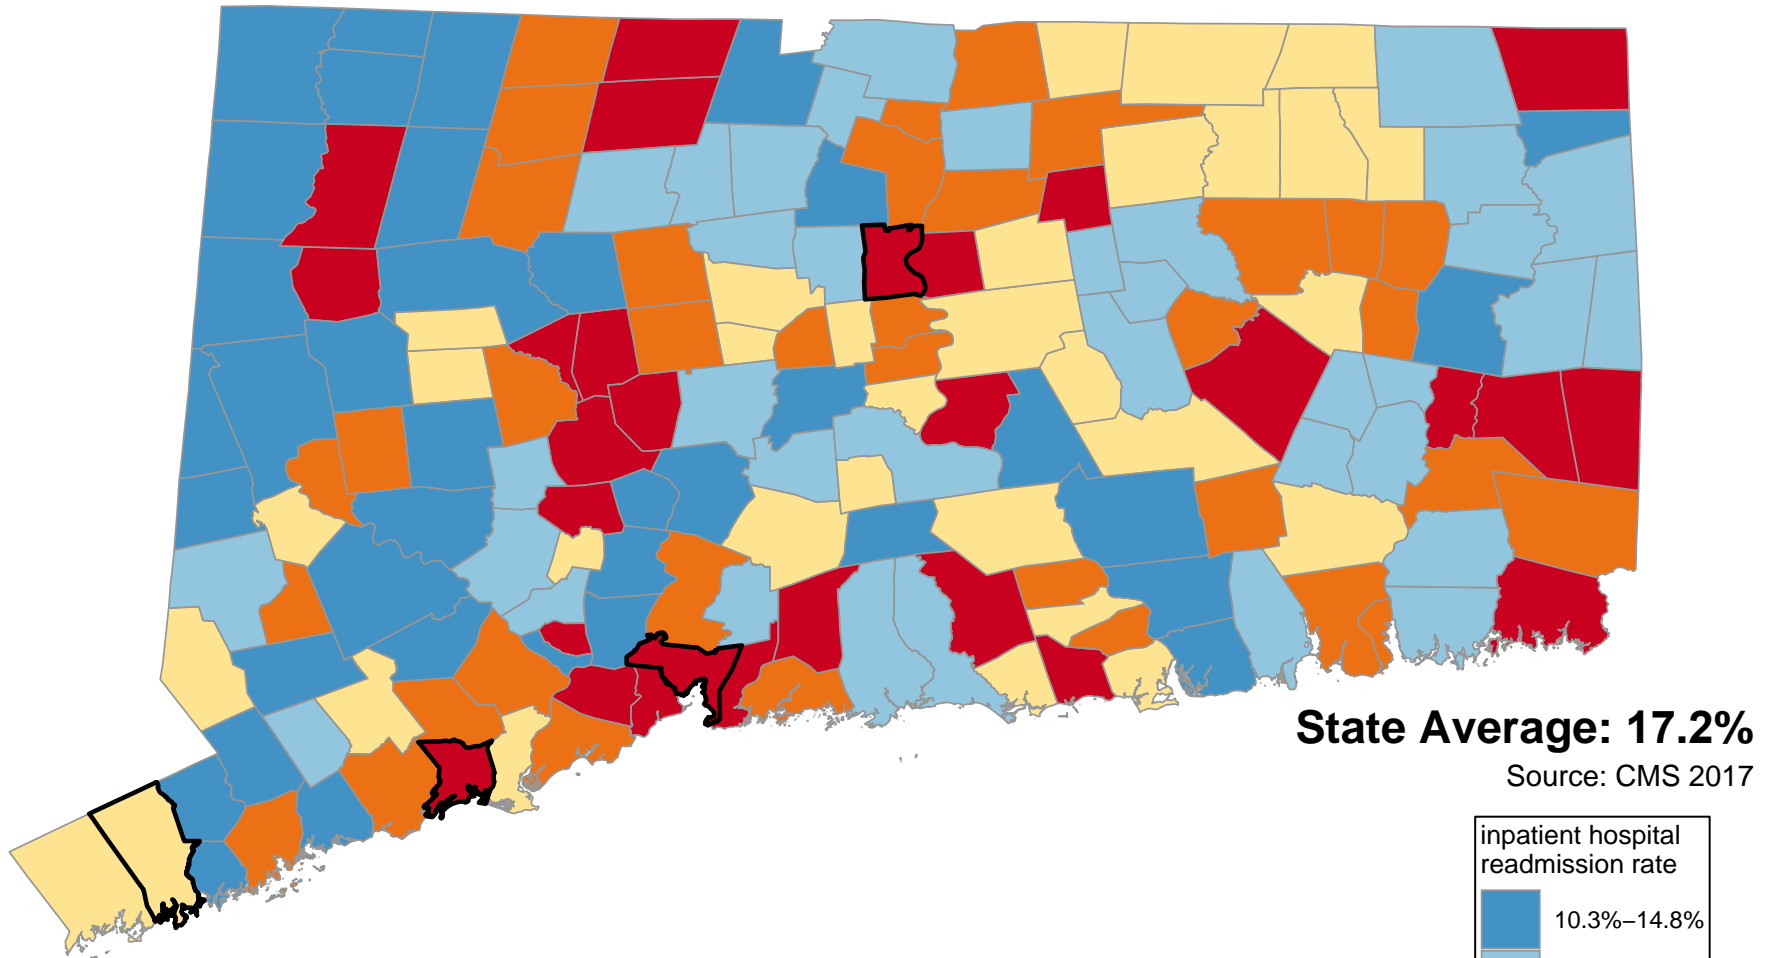 State Average: 17.2%
Source: CMS 2017
inpatient hospital
readmission rate
10.3%–14.8%